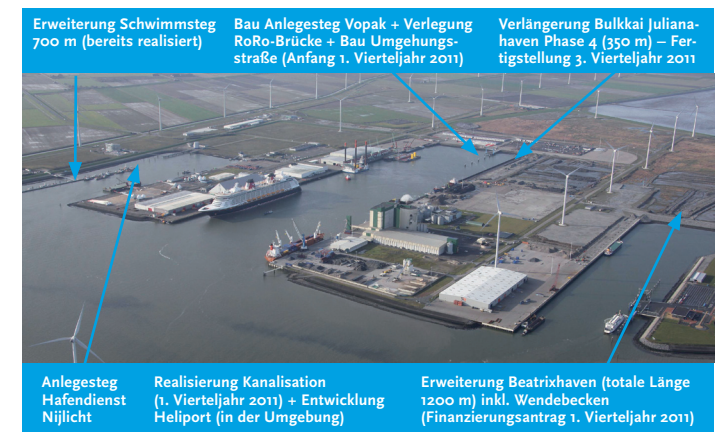 Erweiterung Schwimmsteg
700 m (bereits realisiert)
Bau Anlegesteg Vopak + Verlegung
RoRo-Brücke + Bau Umgehungs-
straße (Anfang 1. Vierteljahr 2011)
Verlängerung Bulkkai Juliana-
haven Phase 4 (350 m) – Fer-
tigstellung 3. Vierteljahr 2011
Anlegesteg
Hafendienst
Nijlicht
Realisierung Kanalisation
(1. Vierteljahr 2011) + Entwicklung
Heliport (in der Umgebung)
Erweiterung Beatrixhaven (totale Länge
1200 m) inkl. Wendebecken
(Finanzierungsantrag 1. Vierteljahr 2011)